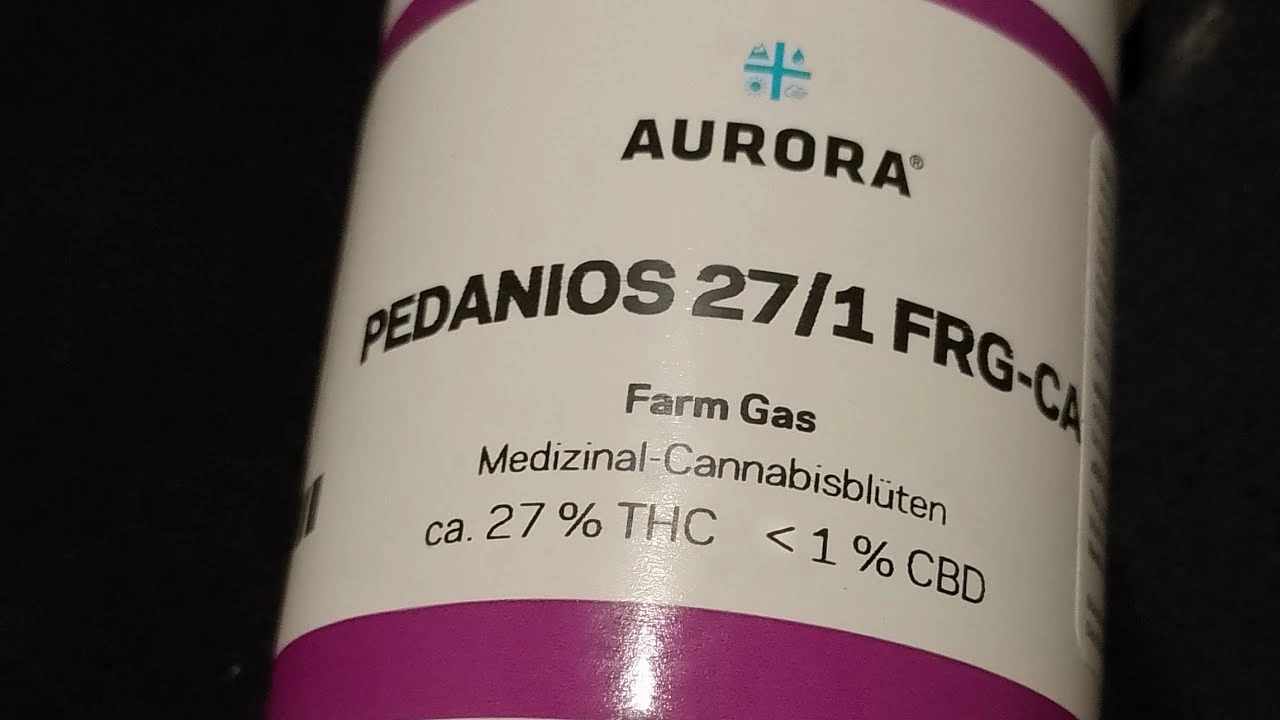 AURORA®
PEDANIOS 27/1 FRG-CA
Farm Gas
Medizinal-Cannabisblüten
ca. 27 % THC < 1 % CBD